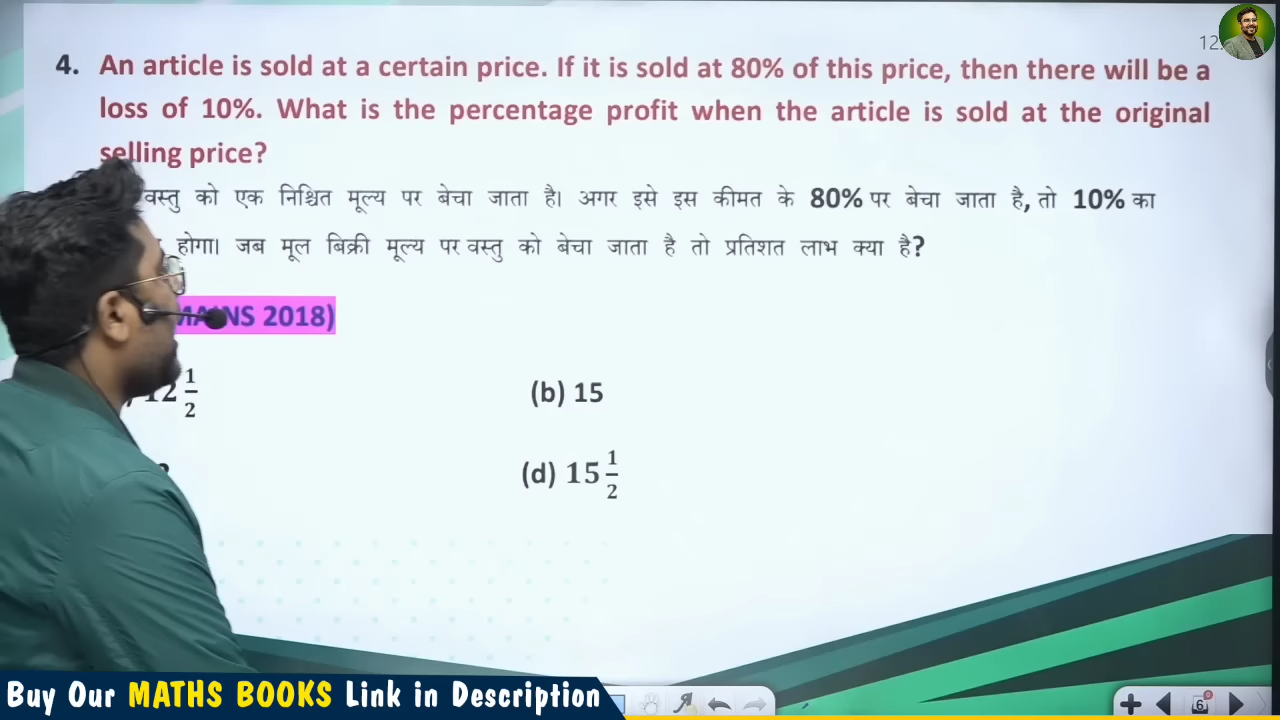 12
4. An article is sold at a certain price. If it is sold at 80% of this price, then there will be a
loss of 10%. What is the percentage profit when the article is sold at the original
selling price?
वस्तु को एक निश्चित मूल्य पर बेचा जाता है। अगर इसे इस कीमत के 80% पर बेचा जाता है, तो 10% का
होगा। जब मूल बिक्री मूल्य पर वस्तु को बेचा जाता है तो प्रतिशत लाभ क्या है?
MAINS 2018)
12 1/2
(b) 15
(d) 15 1/2
Buy Our MATHS BOOKS Link in Description
6